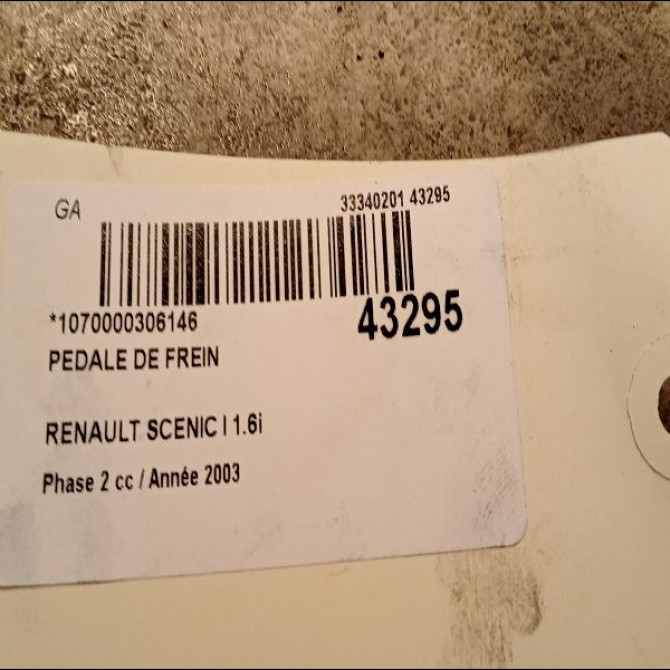 GA 33340201 43295
*1070000306146 43295
PEDALE DE FREIN
RENAULT SCENIC I 1.6i
Phase 2 cc / Année 2003